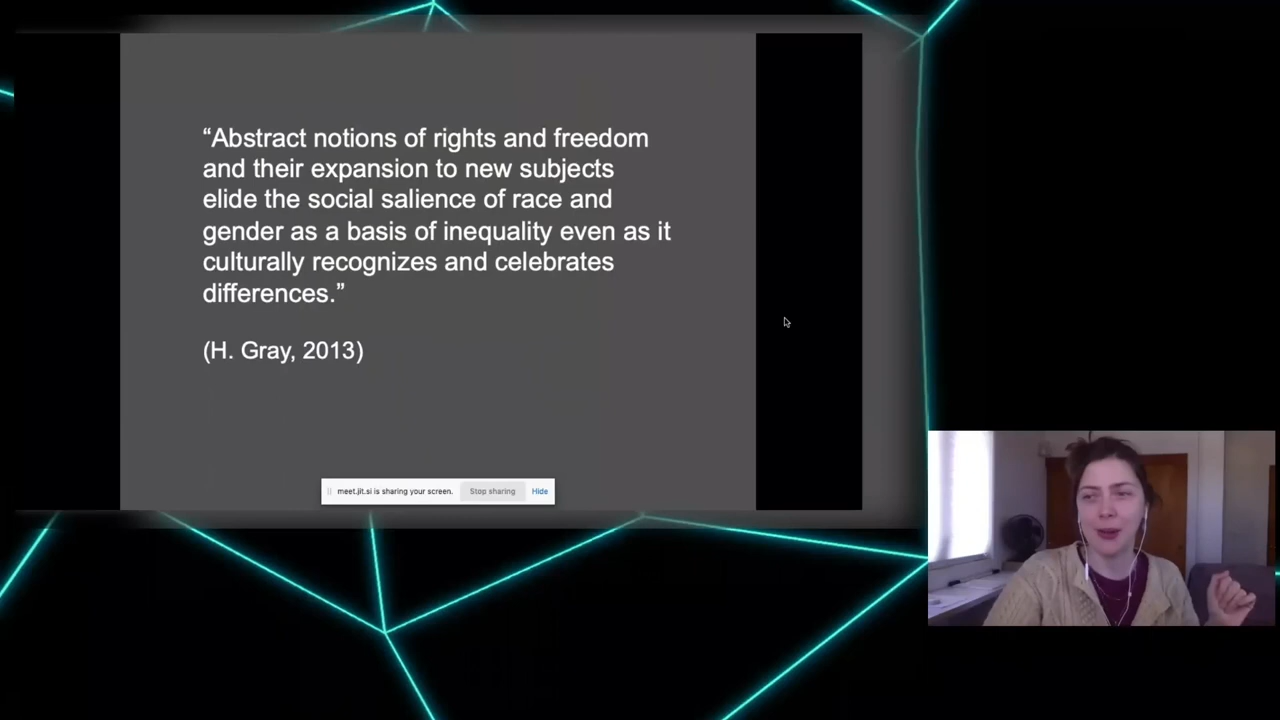 “Abstract notions of rights and freedom
and their expansion to new subjects
elide the social salience of race and
gender as a basis of inequality even as it
culturally recognizes and celebrates
differences.”
(H. Gray, 2013)
meet.jit.si is sharing your screen. Stop sharing Hide